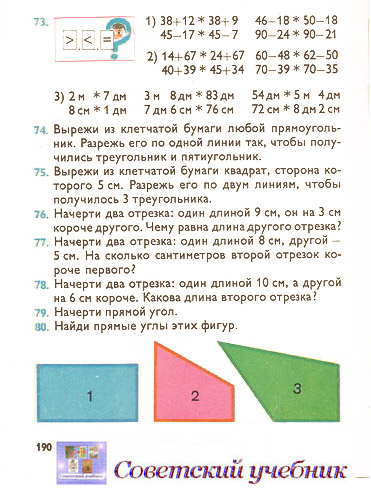 73. > < = ?
1) 38+12 * 38+9 46−18 * 50−18
45−17 * 45−7 90−24 * 90−21
2) 14+67 * 24+67 60−48 * 62−50
40+39 * 45+34 70−39 * 70−35
3) 2 м * 7 дм 3 м 8 дм * 83 дм 54 дм * 5 м 4 дм
8 см * 1 дм 7 дм 6 см * 76 см 72 см * 8 дм 2 см
74. Вырежи из клетчатой бумаги любой прямоуголь-
ник. Разрежь его по одной линии так, чтобы полу-
чились треугольник и пятиугольник.
75. Вырежи из клетчатой бумаги квадрат, сторона ко-
торого 5 см. Разрежь его по двум линиям, чтобы
получилось 3 треугольника.
76. Начерти два отрезка: один длиной 9 см, он на 3 см
короче другого. Чему равна длина другого отрезка?
77. Начерти два отрезка: один длиной 8 см, другой —
5 см. На сколько сантиметров второй отрезок ко-
роче первого?
78. Начерти два отрезка: один длиной 10 см, а другой
на 6 см короче. Какова длина второго отрезка?
79. Начерти прямой угол.
80. Найди прямые углы этих фигур.
1
2
3
190
Советский учебник